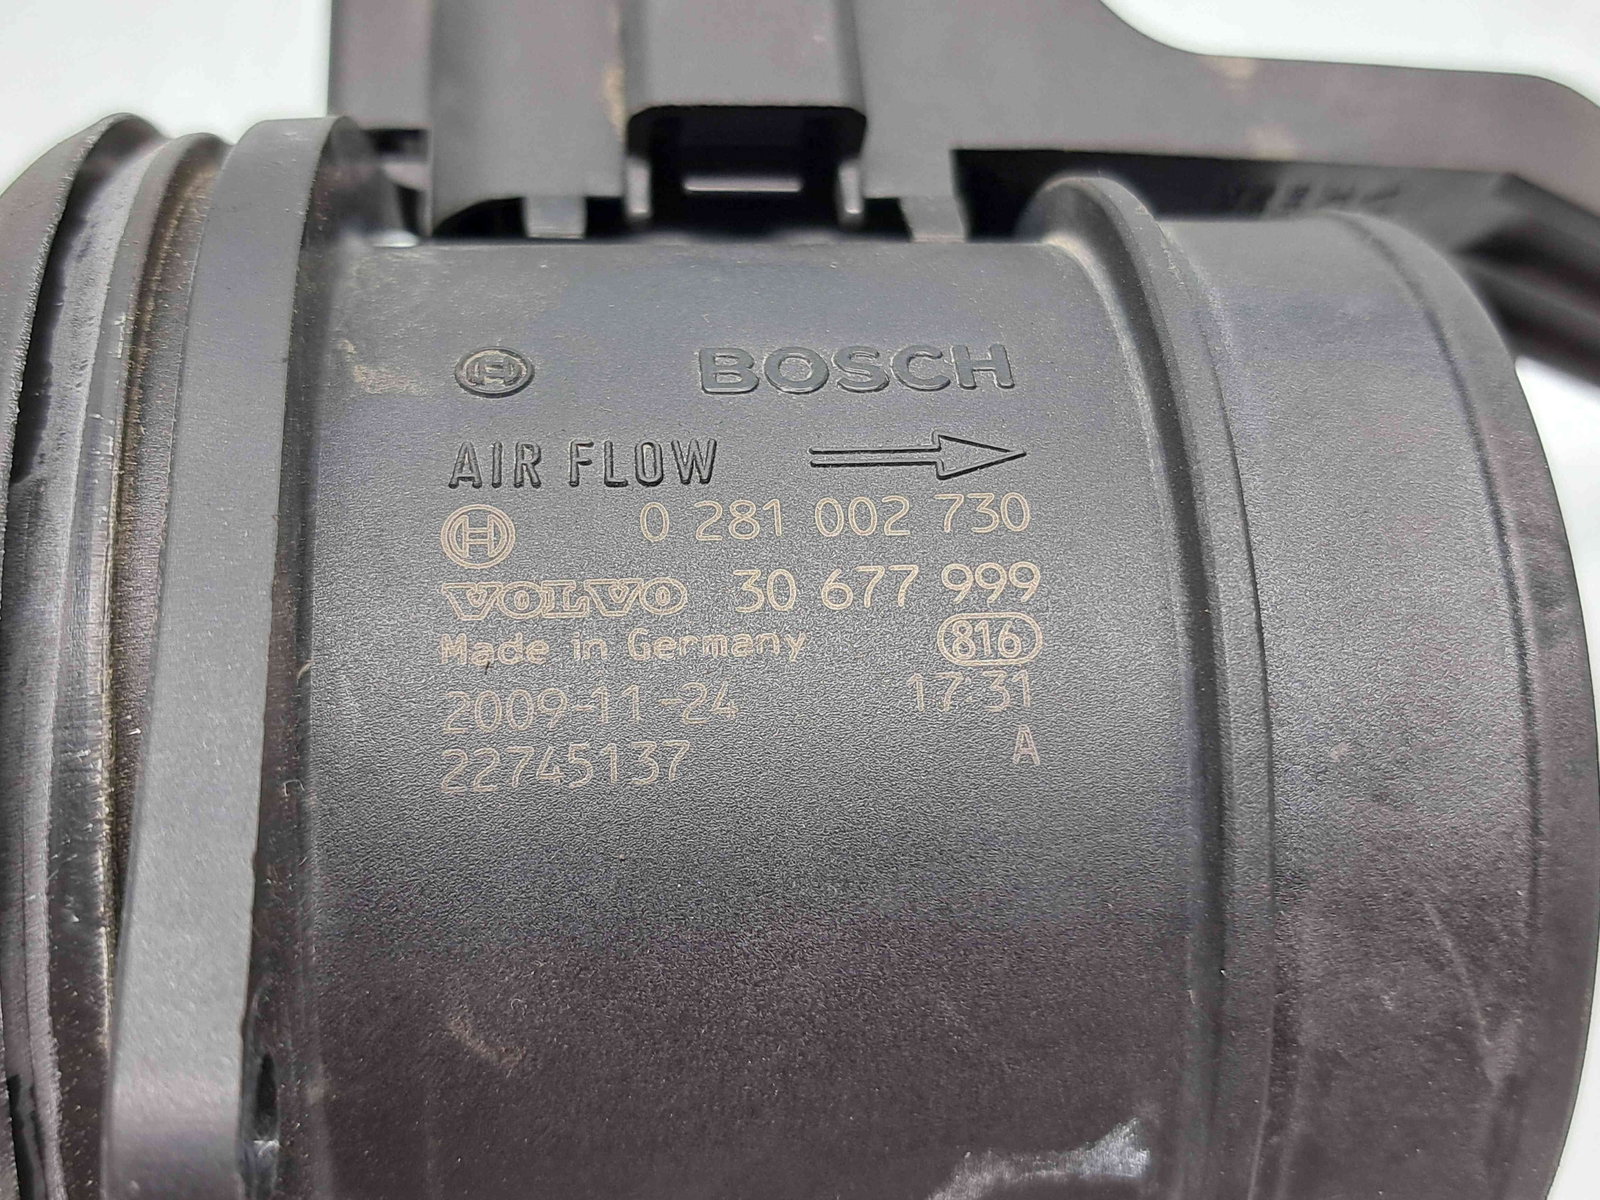 BOSCH
AIR FLOW
0 281 002 730
VOLVO 30 677 999
Made in Germany 816
2009-11-24 17:31
22745137 A